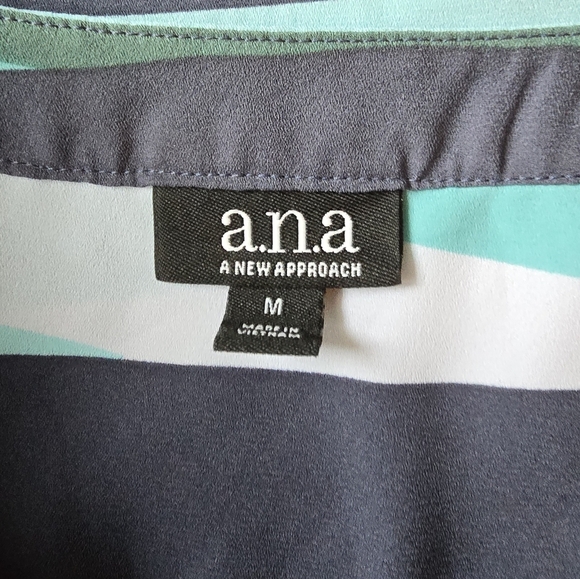 a.n.a
A NEW APPROACH
M
MADE IN
VIETNAM